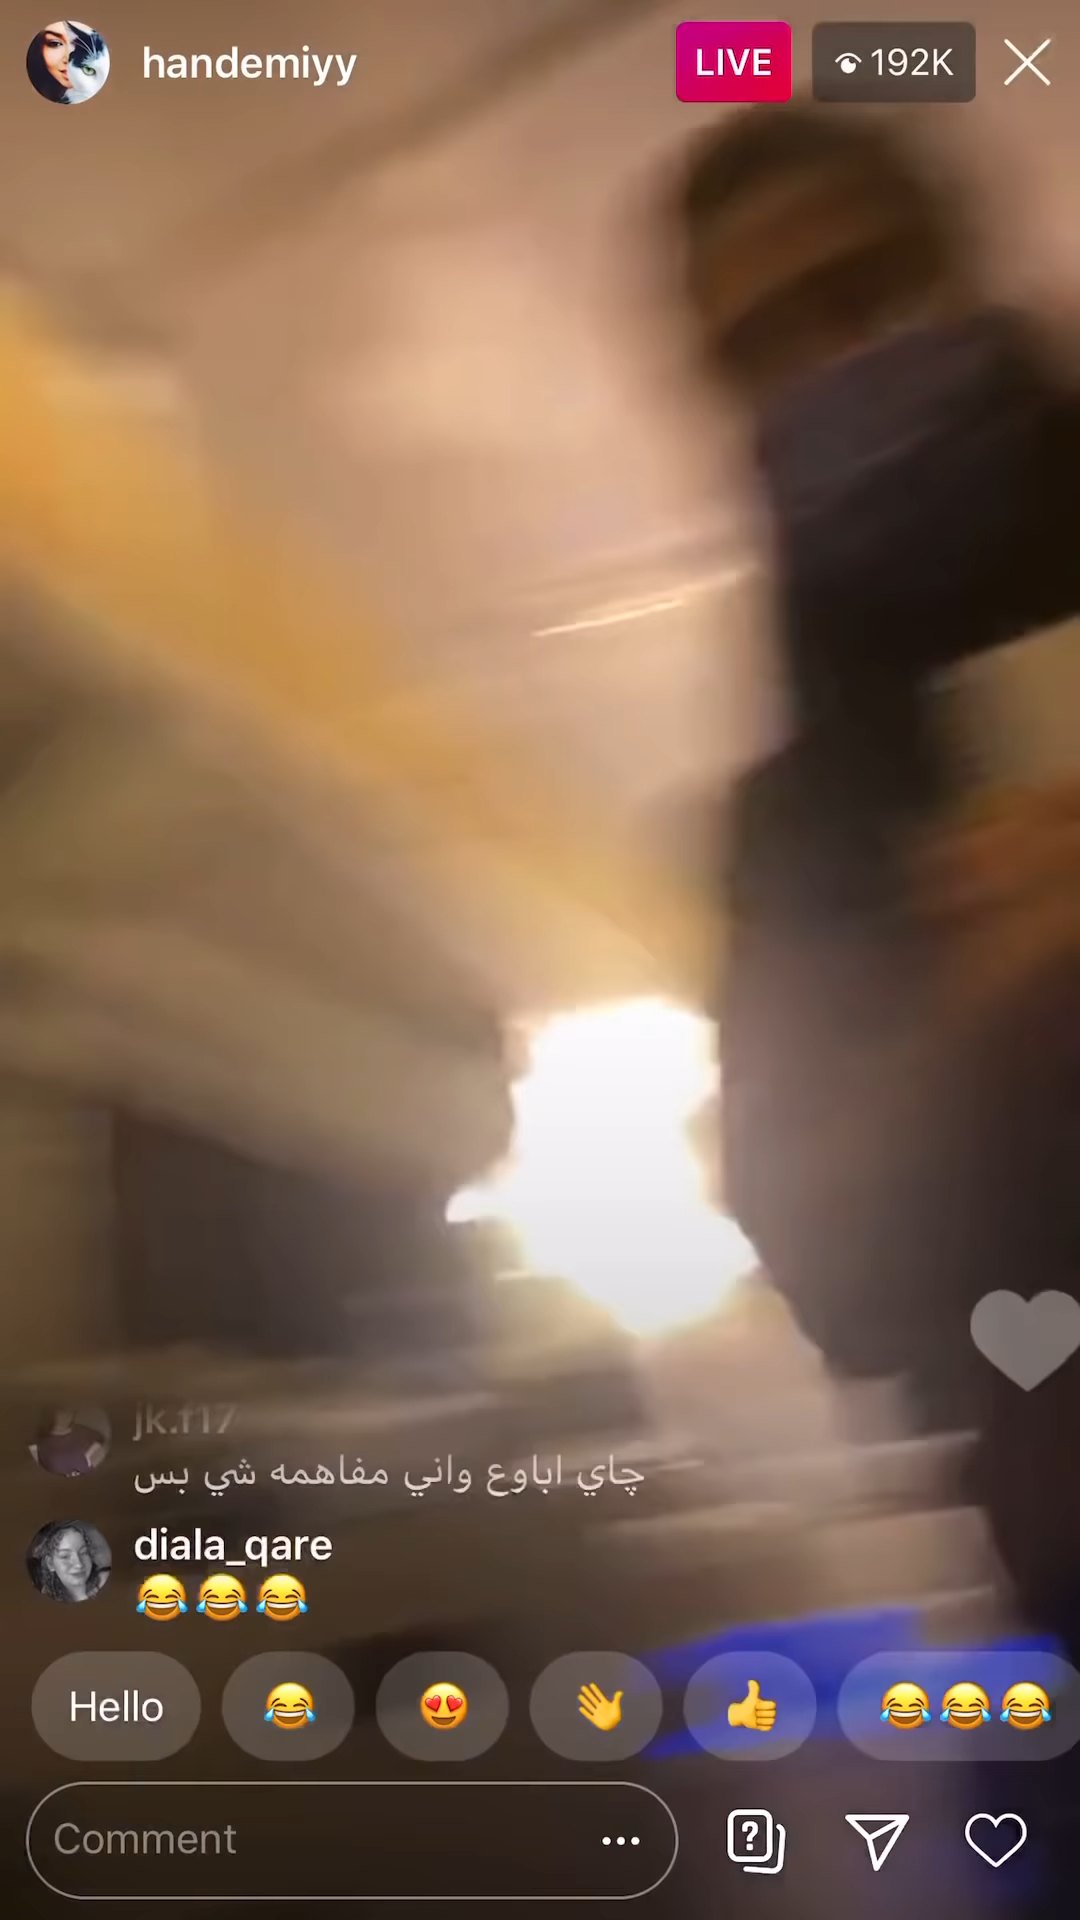 handemiyy
LIVE
192K
jk.f17
چاي اباوع واني مفاهمه شي بس
diala_qare
😂😂😂
Hello
😂 😍 👋 👍 😂😂😂
Comment